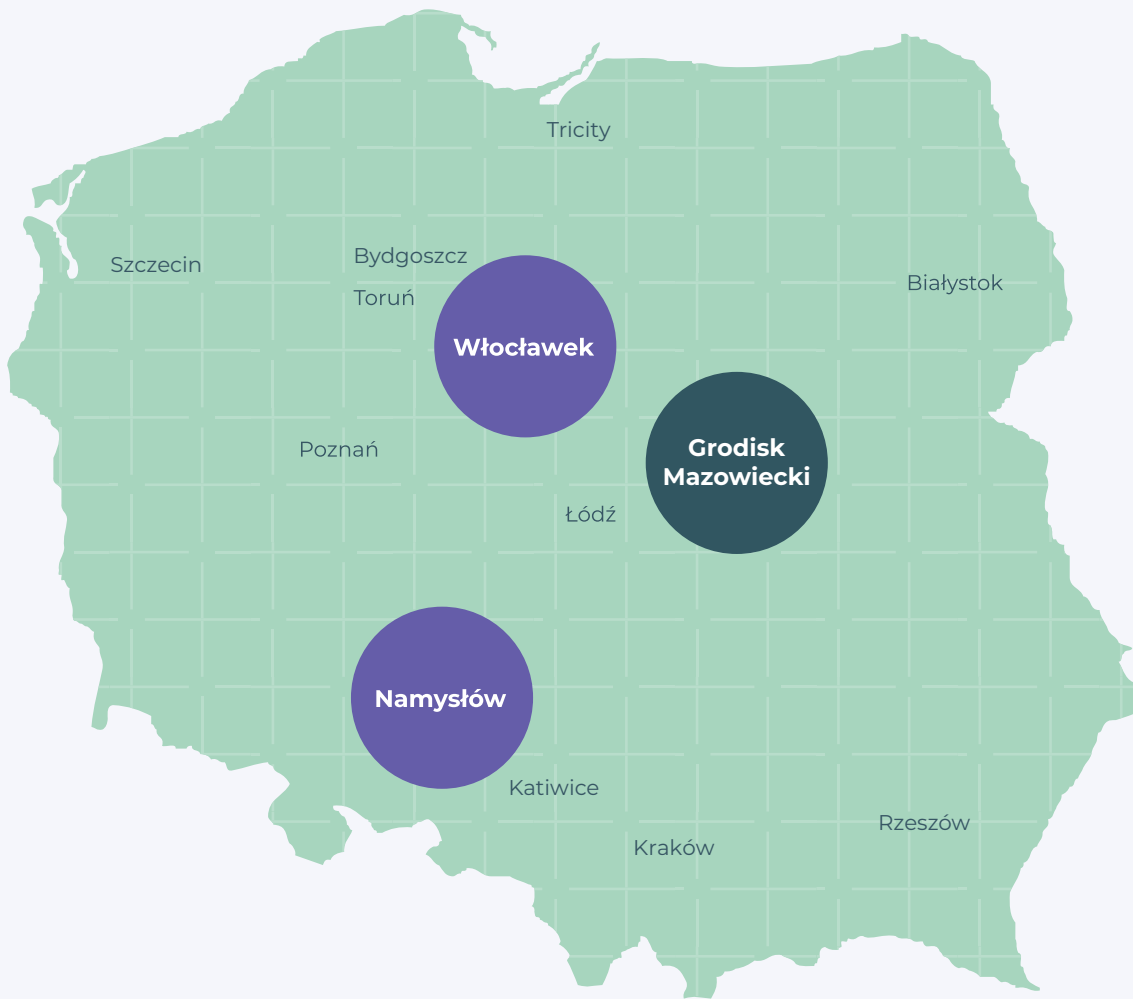 Tricity
Szczecin
Bydgoszcz
Toruń
Białystok
Włocławek
Poznań
Grodisk
Mazowiecki
Łódź
Namysłów
Katiwice
Rzeszów
Kraków